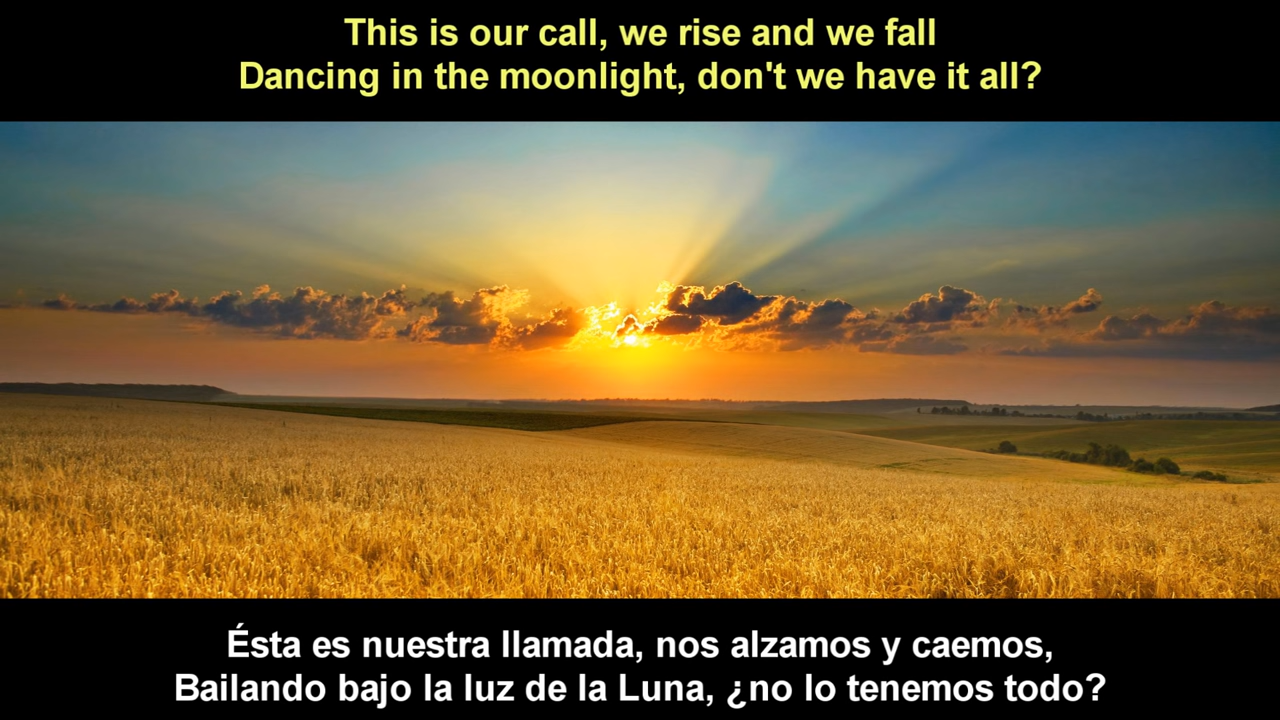 This is our call, we rise and we fall
Dancing in the moonlight, don't we have it all?
Ésta es nuestra llamada, nos alzamos y caemos,
Bailando bajo la luz de la Luna, ¿no lo tenemos todo?